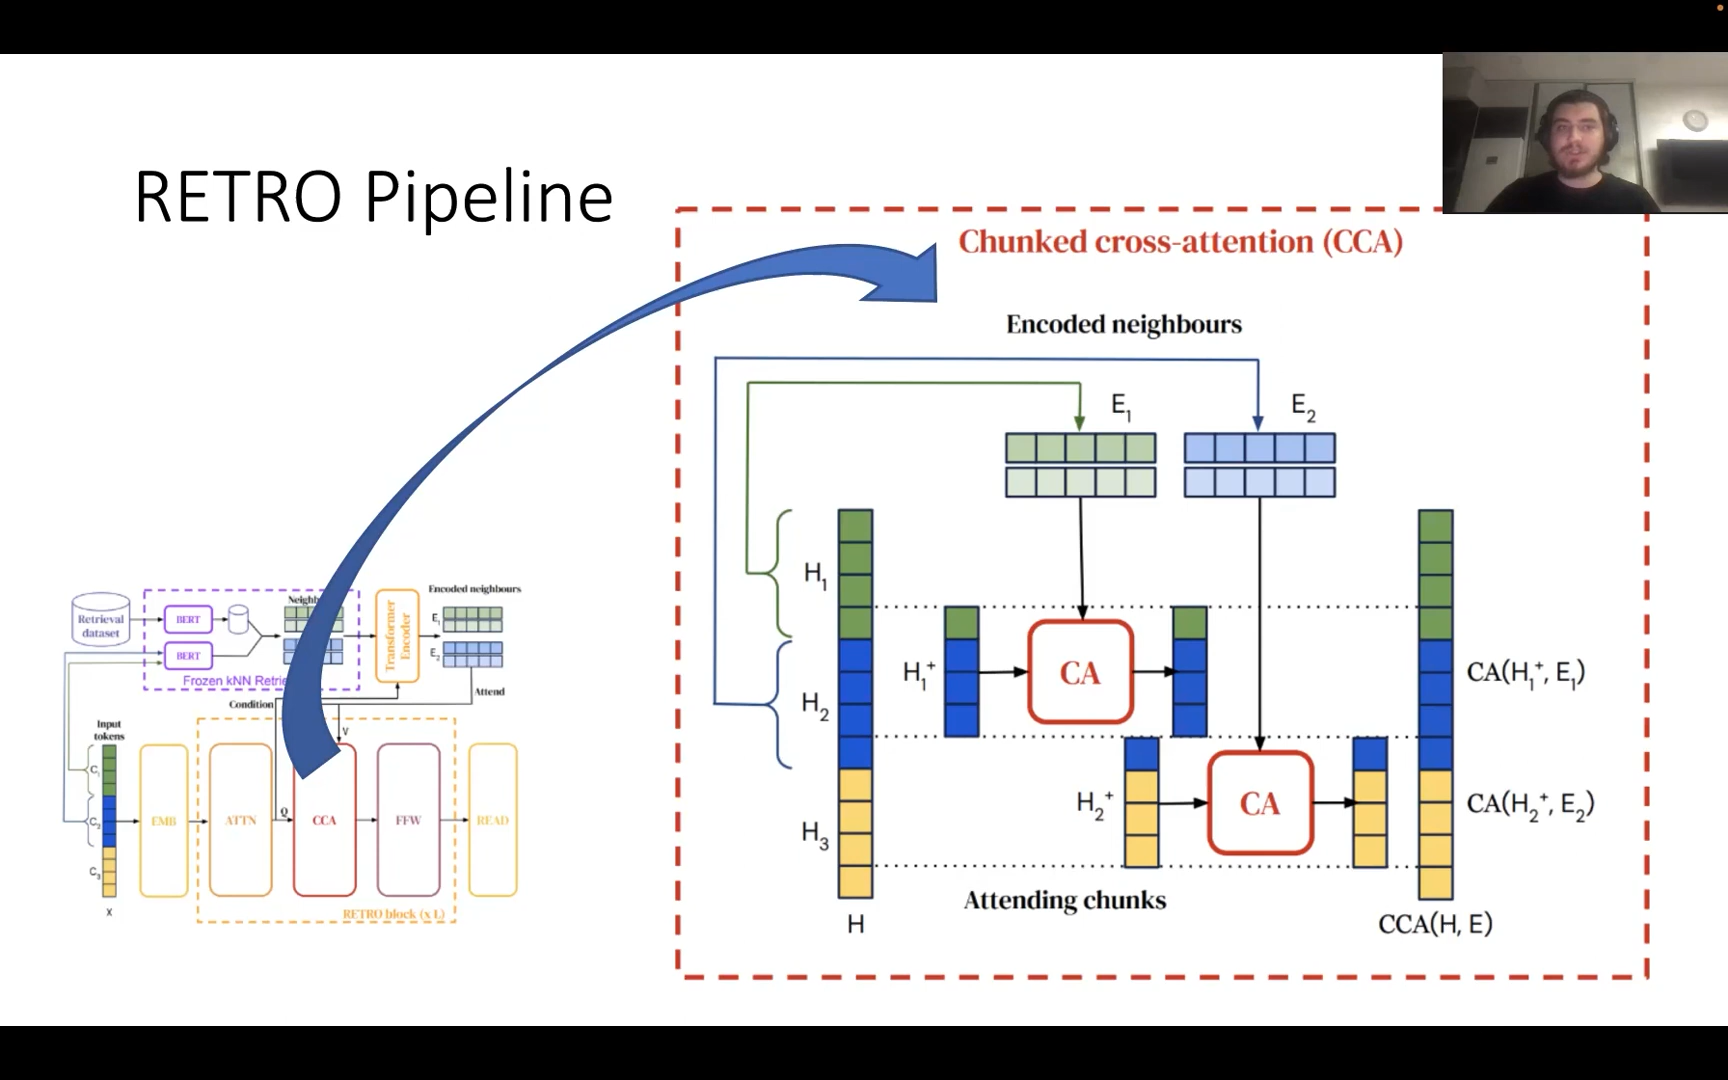 RETRO Pipeline
Chunked cross-attention (CCA)
Encoded neighbours
E1
E2
H1
H2
H3
H1+
CA
CA(H1+, E1)
H2+
CA
CA(H2+, E2)
Attending chunks
H
CCA(H, E)
Retrieval
dataset
BERT
BERT
Frozen kNN
Transformer
Encoder
Encoded neighbours
E1
E2
Condition
Attend
V
Input
tokens
C1
C2
C3
X
EMB
ATTN
Q
CCA
FFW
READ
RETRO block (x L)